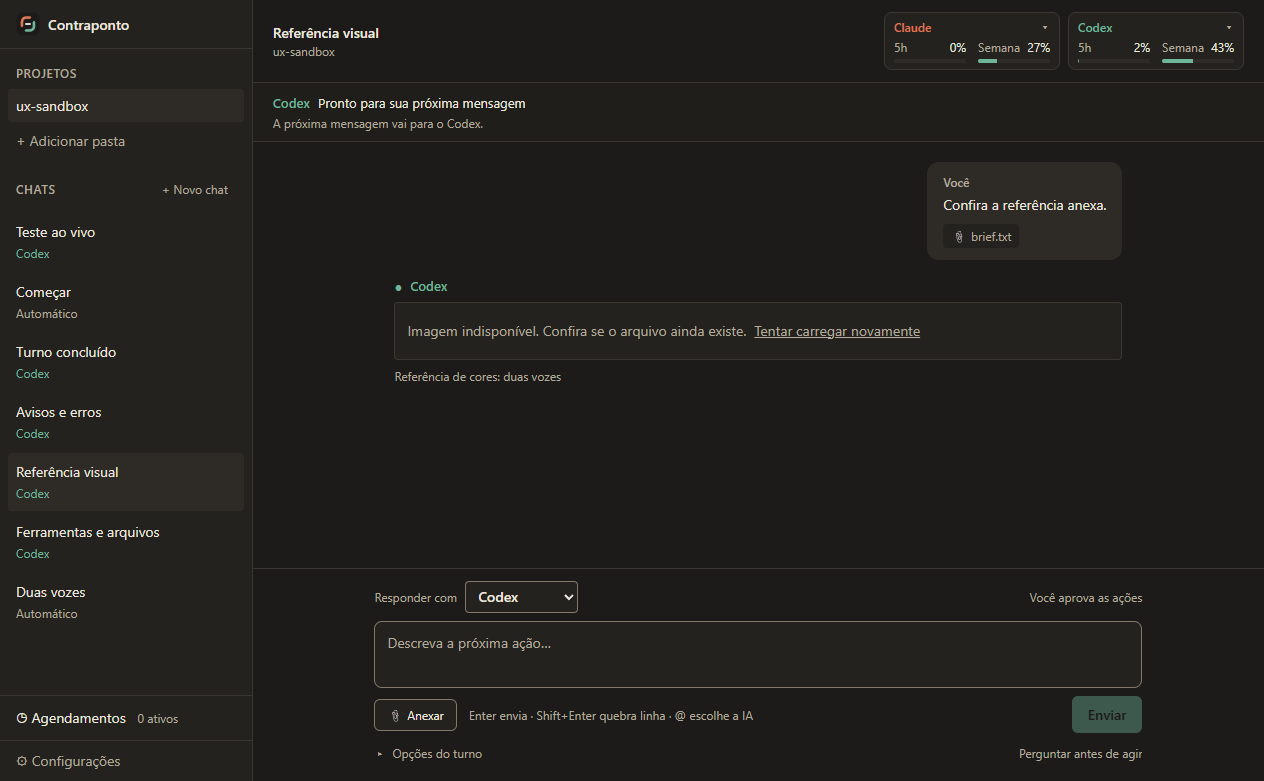 Contraponto
PROJETOS
ux-sandbox
+ Adicionar pasta
CHATS + Novo chat
Teste ao vivo
Codex
Começar
Automático
Turno concluído
Codex
Avisos e erros
Codex
Referência visual
Codex
Ferramentas e arquivos
Codex
Duas vozes
Automático
Agendamentos 0 ativos
Configurações
Referência visual
ux-sandbox
Claude
5h 0% Semana 27%
Codex
5h 2% Semana 43%
Codex Pronto para sua próxima mensagem
A próxima mensagem vai para o Codex.
Você
Confira a referência anexa.
brief.txt
Codex
Imagem indisponível. Confira se o arquivo ainda existe. Tentar carregar novamente
Referência de cores: duas vozes
Responder com Codex Você aprova as ações
Descreva a próxima ação...
Anexar Enter envia · Shift+Enter quebra linha · @ escolhe a IA Enviar
Opções do turno Perguntar antes de agir